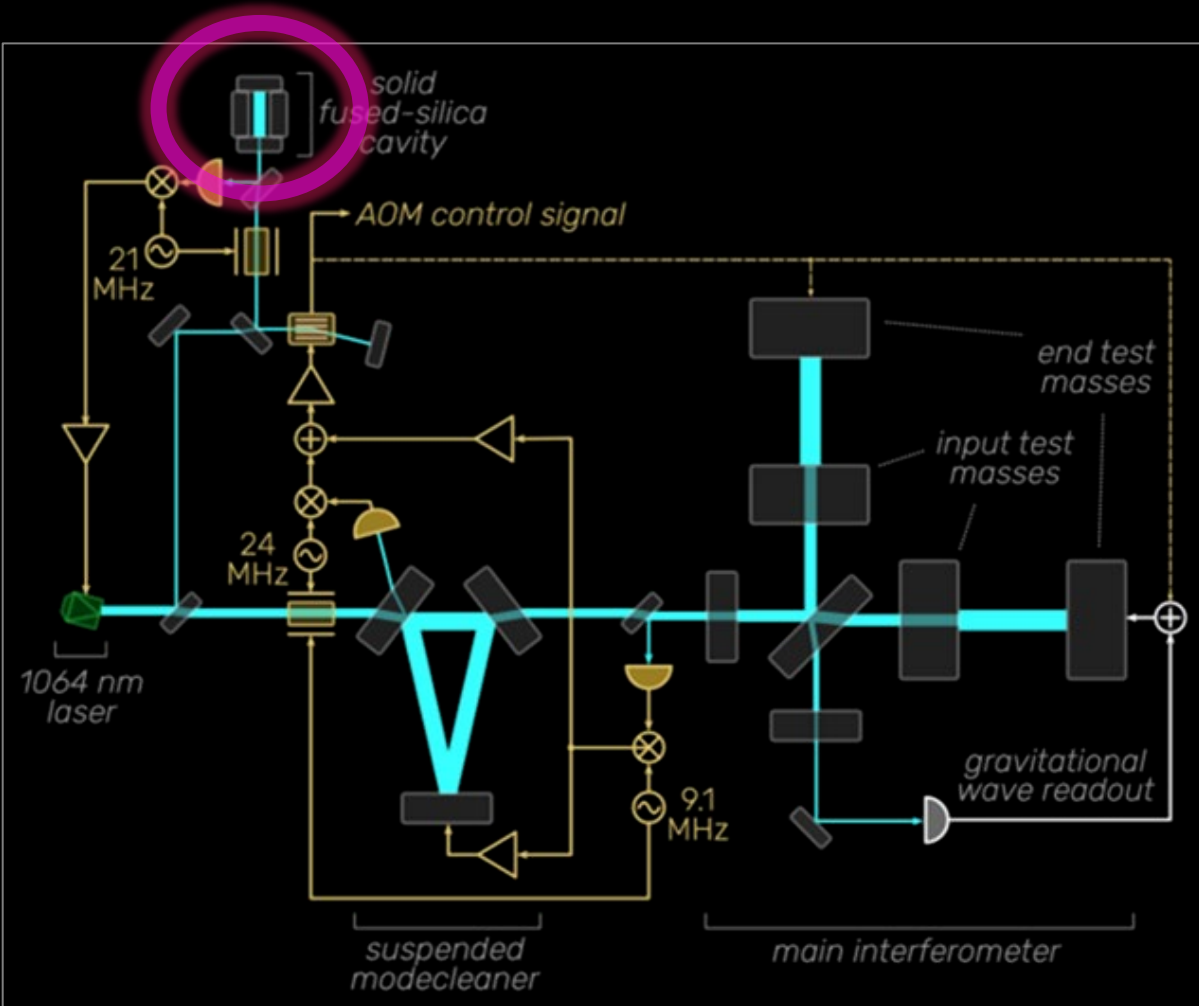 solid
fused-silica
cavity
AOM control signal
21
MHz
end test
masses
input test
masses
24
MHz
1064 nm
laser
gravitational
wave readout
9.1
MHz
suspended
modecleaner
main interferometer